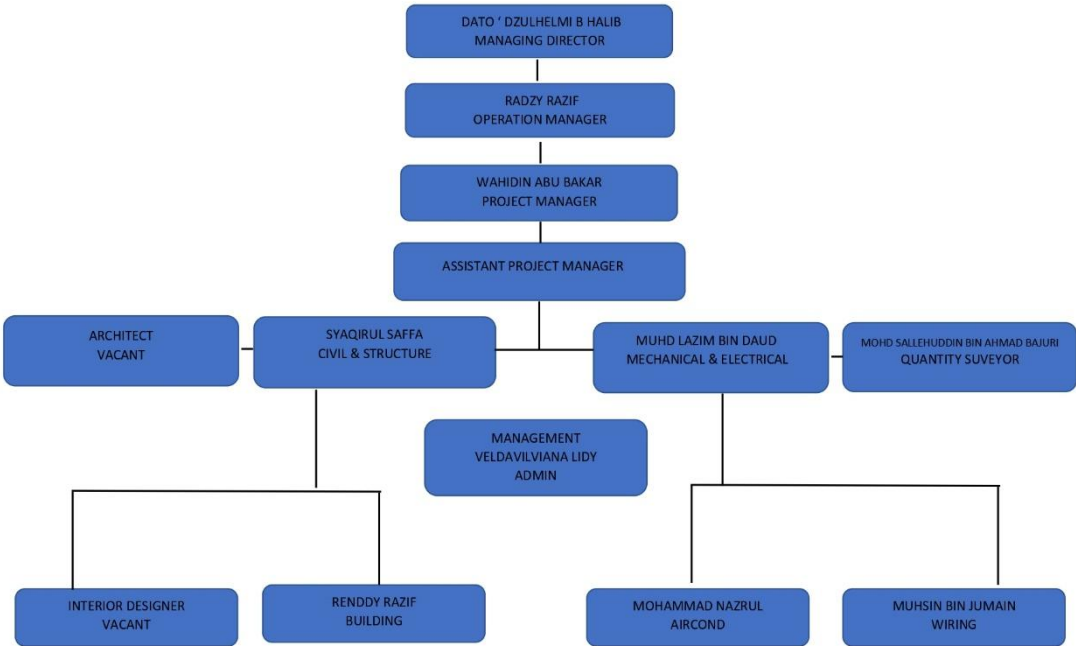 DATO ‘ DZULHELMI B HALIB
MANAGING DIRECTOR
RADZY RAZIF
OPERATION MANAGER
WAHIDIN ABU BAKAR
PROJECT MANAGER
ASSISTANT PROJECT MANAGER
ARCHITECT
VACANT
SYAQIRUL SAFFA
CIVIL & STRUCTURE
MUHD LAZIM BIN DAUD
MECHANICAL & ELECTRICAL
MOHD SALLEHUDDIN BIN AHMAD BAJURI
QUANTITY SUVEYOR
MANAGEMENT
VELDAVILVIANA LIDY
ADMIN
INTERIOR DESIGNER
VACANT
RENDDY RAZIF
BUILDING
MOHAMMAD NAZRUL
AIRCOND
MUHSIN BIN JUMAIN
WIRING